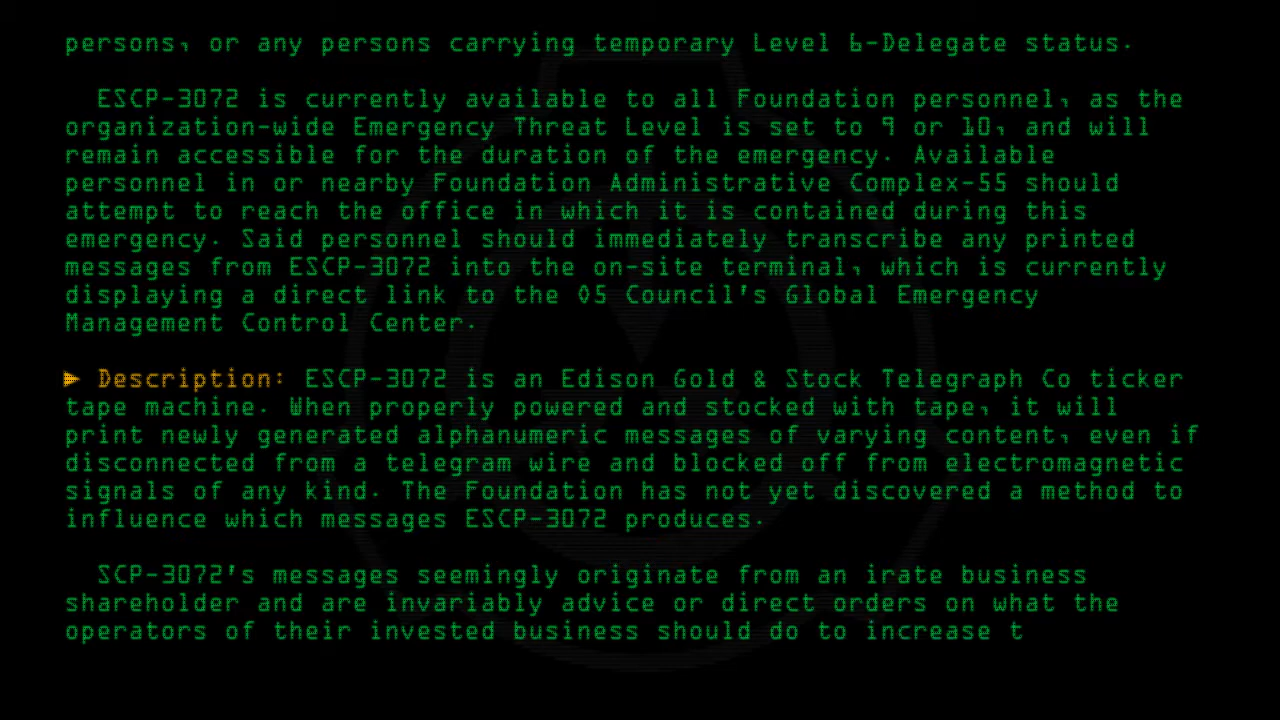 persons, or any persons carrying temporary Level 6-Delegate status.
ESCP-3072 is currently available to all Foundation personnel, as the
organization-wide Emergency Threat Level is set to 9 or 10, and will
remain accessible for the duration of the emergency. Available
personnel in or nearby Foundation Administrative Complex-55 should
attempt to reach the office in which it is contained during this
emergency. Said personnel should immediately transcribe any printed
messages from ESCP-3072 into the on-site terminal, which is currently
displaying a direct link to the O5 Council's Global Emergency
Management Control Center.
► Description: ESCP-3072 is an Edison Gold & Stock Telegraph Co ticker
tape machine. When properly powered and stocked with tape, it will
print newly generated alphanumeric messages of varying content, even if
disconnected from a telegram wire and blocked off from electromagnetic
signals of any kind. The Foundation has not yet discovered a method to
influence which messages ESCP-3072 produces.
SCP-3072's messages seemingly originate from an irate business
shareholder and are invariably advice or direct orders on what the
operators of their invested business should do to increase t